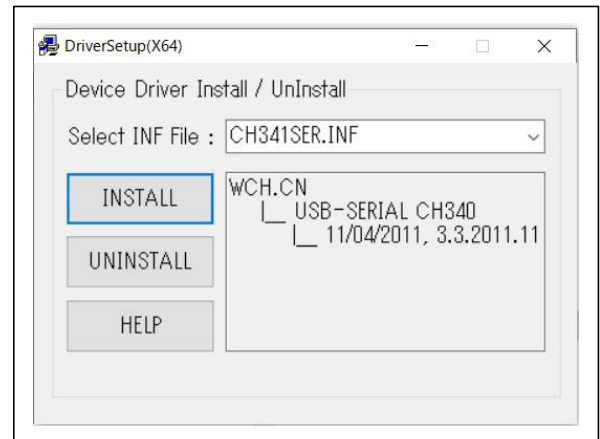 DriverSetup(X64)
Device Driver Install / UnInstall
Select INF File : CH341SER.INF
INSTALL
WCH.CN
|__ USB-SERIAL CH340
|__ 11/04/2011, 3.3.2011.11
UNINSTALL
HELP